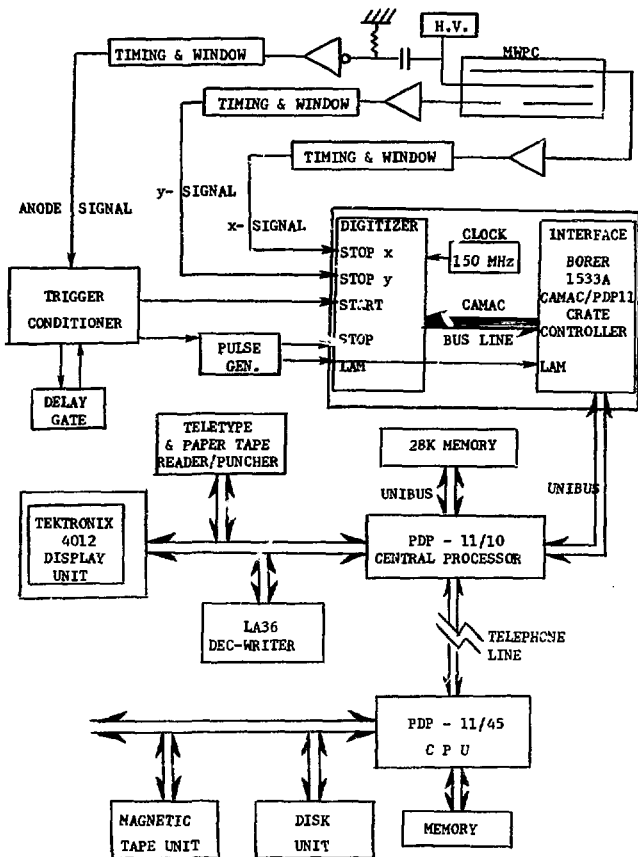 H.V.
TIMING & WINDOW
MWPC
TIMING & WINDOW
TIMING & WINDOW
y- SIGNAL
x- SIGNAL
ANODE SIGNAL
DIGITIZER
STOP x
STOP y
START
STOP
LAM
CLOCK
150 MHz
CAMAC
BUS LINE
INTERFACE
BORER
1533A
CAMAC/PDP11
CRATE
CONTROLLER
LAM
TRIGGER
CONDITIONER
PULSE
GEN.
DELAY
GATE
TELETYPE
& PAPER TAPE
READER/PUNCHER
28K MEMORY
UNIBUS
UNIBUS
TEKTRONIX
4012
DISPLAY
UNIT
PDP - 11/10
CENTRAL PROCESSOR
LA36
DEC-WRITER
TELEPHONE
LINE
PDP - 11/45
C P U
MAGNETIC
TAPE UNIT
DISK
UNIT
MEMORY